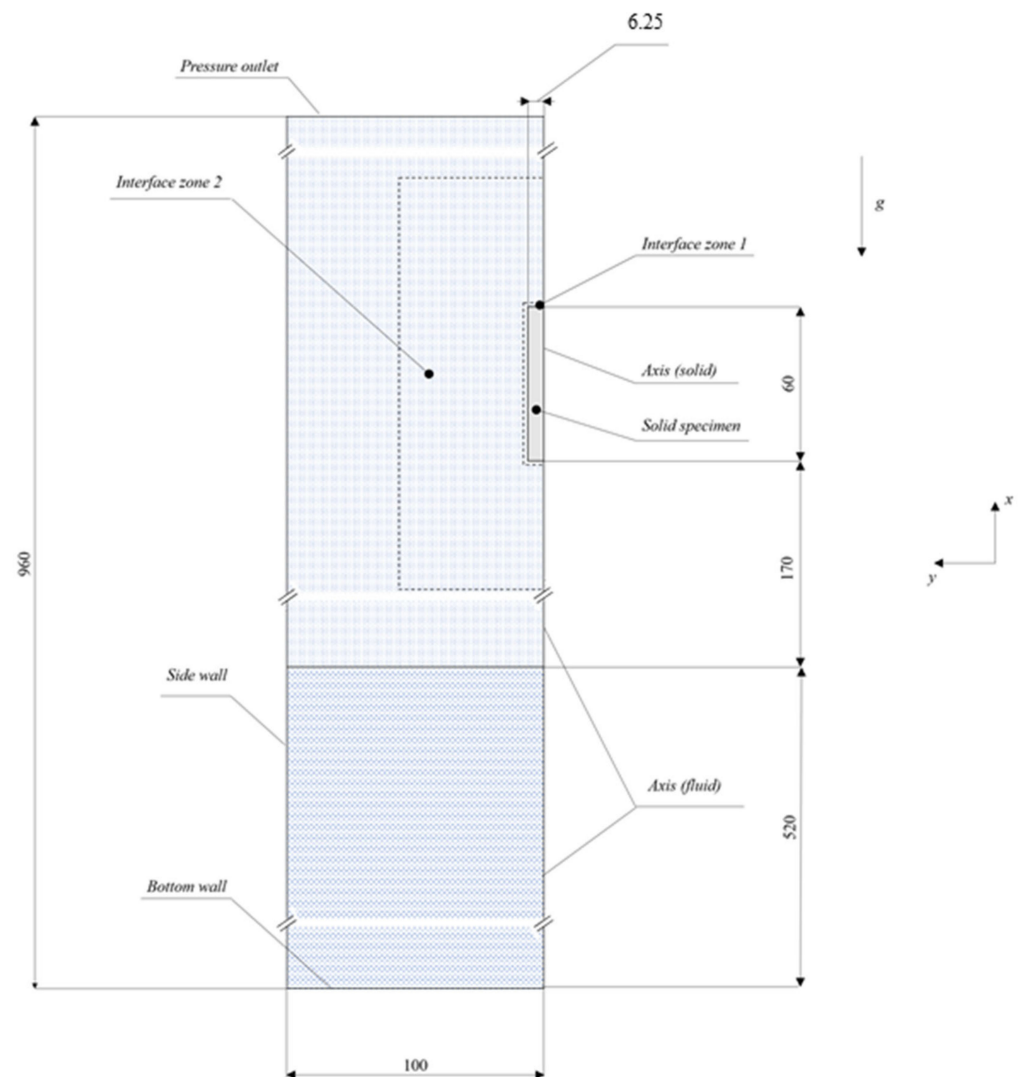 6.25
Pressure outlet
Interface zone 2
g
Interface zone 1
Axis (solid)
60
Solid specimen
x
960
170
y
Side wall
Axis (fluid)
520
Bottom wall
100